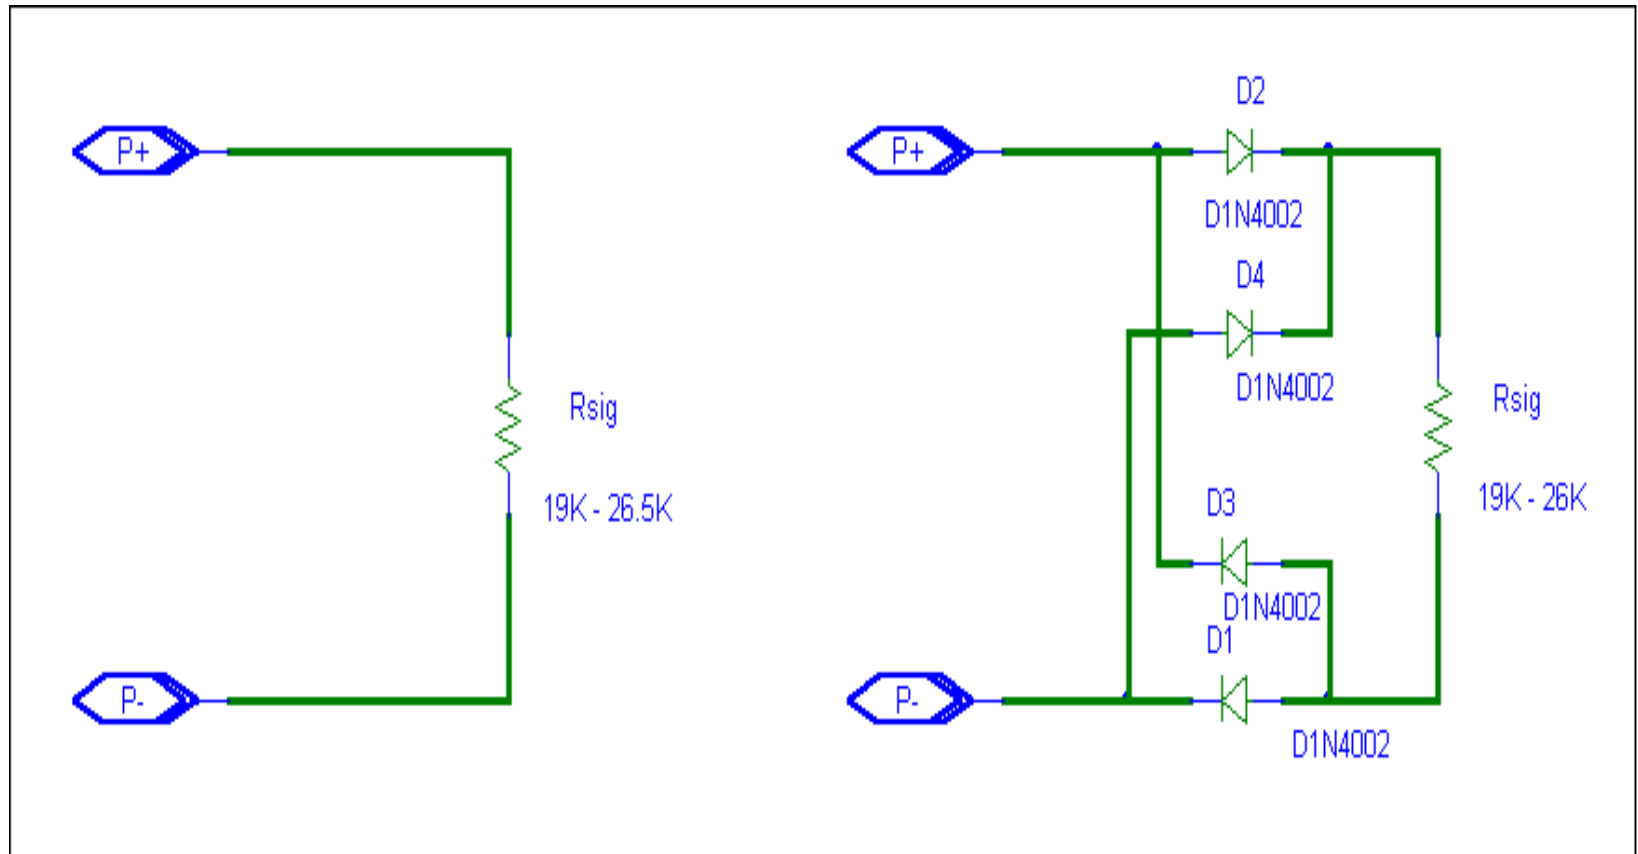 P+
Rsig
19K - 26.5K
P-
D2
P+
D1N4002
D4
D1N4002
Rsig
19K - 26K
D3
D1N4002
D1
P-
D1N4002